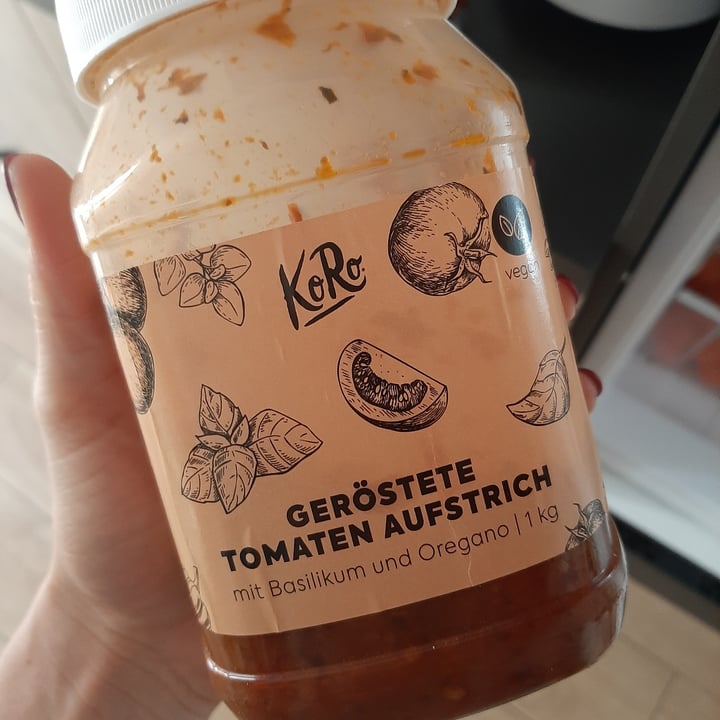 KoRo
vegan
GERÖSTETE
TOMATEN AUFSTRICH
mit Basilikum und Oregano | 1 kg